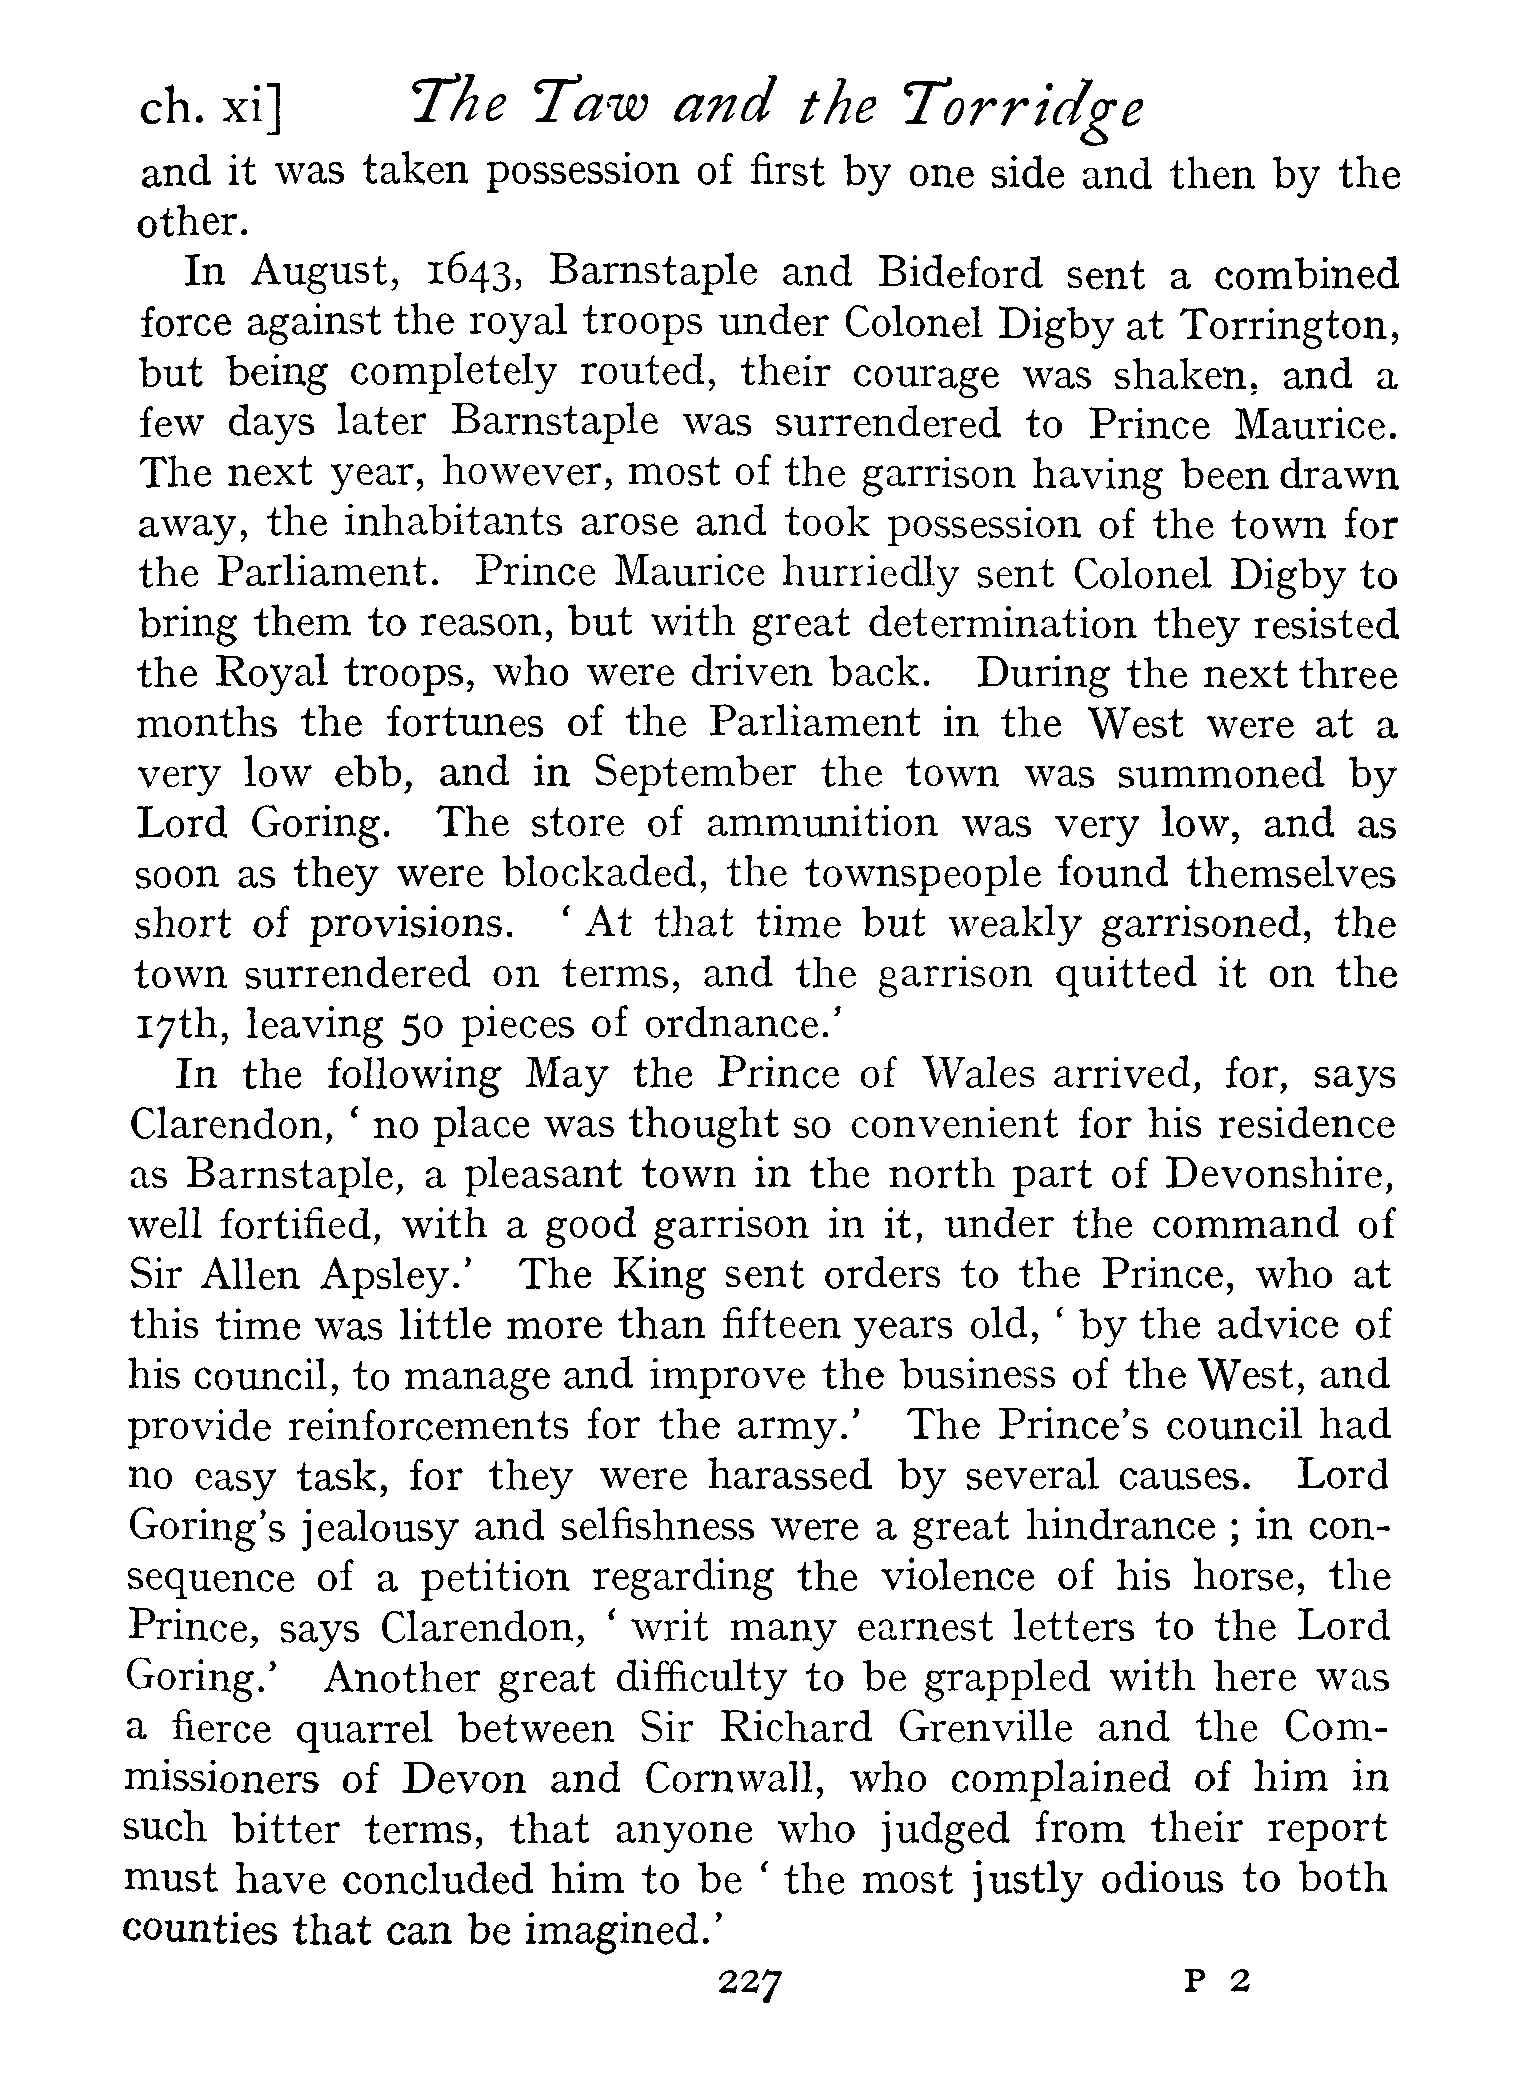 ch. xi] The Taw and the Torridge
and it was taken possession of first by one side and then by the
other.
In August, 1643, Barnstaple and Bideford sent a combined
force against the royal troops under Colonel Digby at Torrington,
but being completely routed, their courage was shaken, and a
few days later Barnstaple was surrendered to Prince Maurice.
The next year, however, most of the garrison having been drawn
away, the inhabitants arose and took possession of the town for
the Parliament. Prince Maurice hurriedly sent Colonel Digby to
bring them to reason, but with great determination they resisted
the Royal troops, who were driven back. During the next three
months the fortunes of the Parliament in the West were at a
very low ebb, and in September the town was summoned by
Lord Goring. The store of ammunition was very low, and as
soon as they were blockaded, the townspeople found themselves
short of provisions. ‘ At that time but weakly garrisoned, the
town surrendered on terms, and the garrison quitted it on the
17th, leaving 50 pieces of ordnance.’
In the following May the Prince of Wales arrived, for, says
Clarendon, ‘ no place was thought so convenient for his residence
as Barnstaple, a pleasant town in the north part of Devonshire,
well fortified, with a good garrison in it, under the command of
Sir Allen Apsley.’ The King sent orders to the Prince, who at
this time was little more than fifteen years old, ‘ by the advice of
his council, to manage and improve the business of the West, and
provide reinforcements for the army.’ The Prince’s council had
no easy task, for they were harassed by several causes. Lord
Goring’s jealousy and selfishness were a great hindrance ; in con-
sequence of a petition regarding the violence of his horse, the
Prince, says Clarendon, ‘ writ many earnest letters to the Lord
Goring.’ Another great difficulty to be grappled with here was
a fierce quarrel between Sir Richard Grenville and the Com-
missioners of Devon and Cornwall, who complained of him in
such bitter terms, that anyone who judged from their report
must have concluded him to be ‘ the most justly odious to both
counties that can be imagined.’
227 P 2